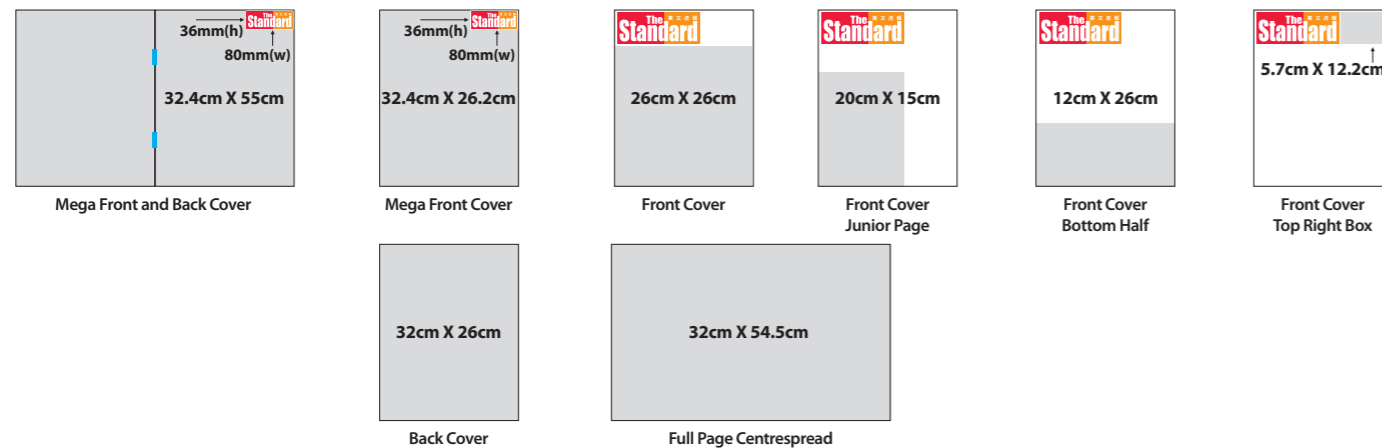 The
Standard
36mm(h)
80mm(w)
32.4cm X 55cm
Mega Front and Back Cover
The
Standard
36mm(h)
80mm(w)
32.4cm X 26.2cm
Mega Front Cover
The
Standard
26cm X 26cm
Front Cover
The
Standard
20cm X 15cm
Front Cover
Junior Page
The
Standard
12cm X 26cm
Front Cover
Bottom Half
The
Standard
5.7cm X 12.2cm
Front Cover
Top Right Box
32cm X 26cm
Back Cover
32cm X 54.5cm
Full Page Centrespread